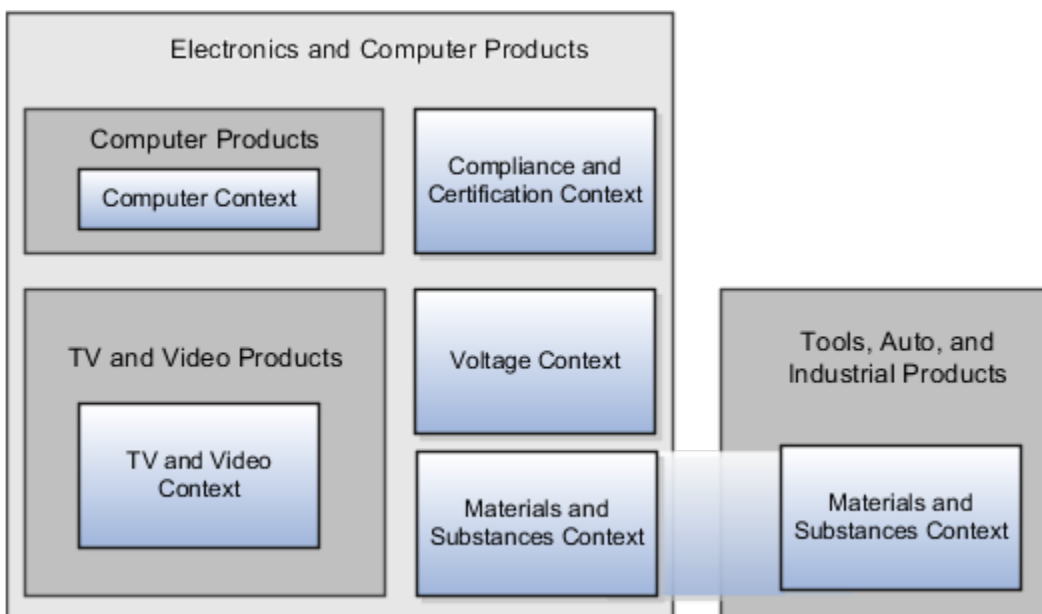 Electronics and Computer Products
Computer Products
Computer Context
Compliance and
Certification Context
TV and Video Products
TV and Video
Context
Voltage Context
Materials and
Substances Context
Tools, Auto, and
Industrial Products
Materials and
Substances Context